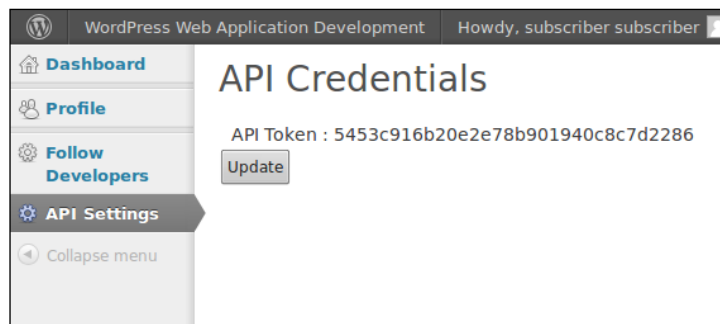 WordPress Web Application Development
Howdy, subscriber subscriber
Dashboard
Profile
Follow
Developers
API Settings
Collapse menu
API Credentials
API Token : 5453c916b20e2e78b901940c8c7d2286
Update